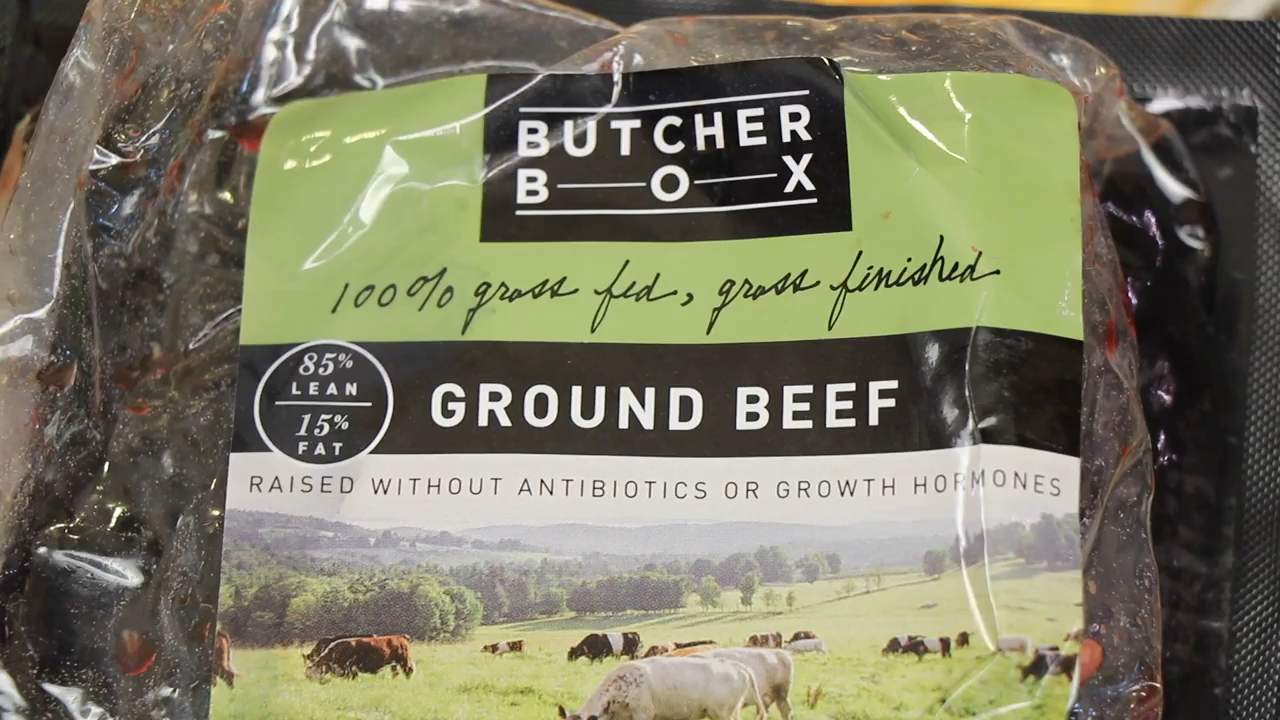 BUTCHER
BOX
100% grass fed, grass finished
85%
LEAN
15%
FAT
GROUND BEEF
RAISED WITHOUT ANTIBIOTICS OR GROWTH HORMONES